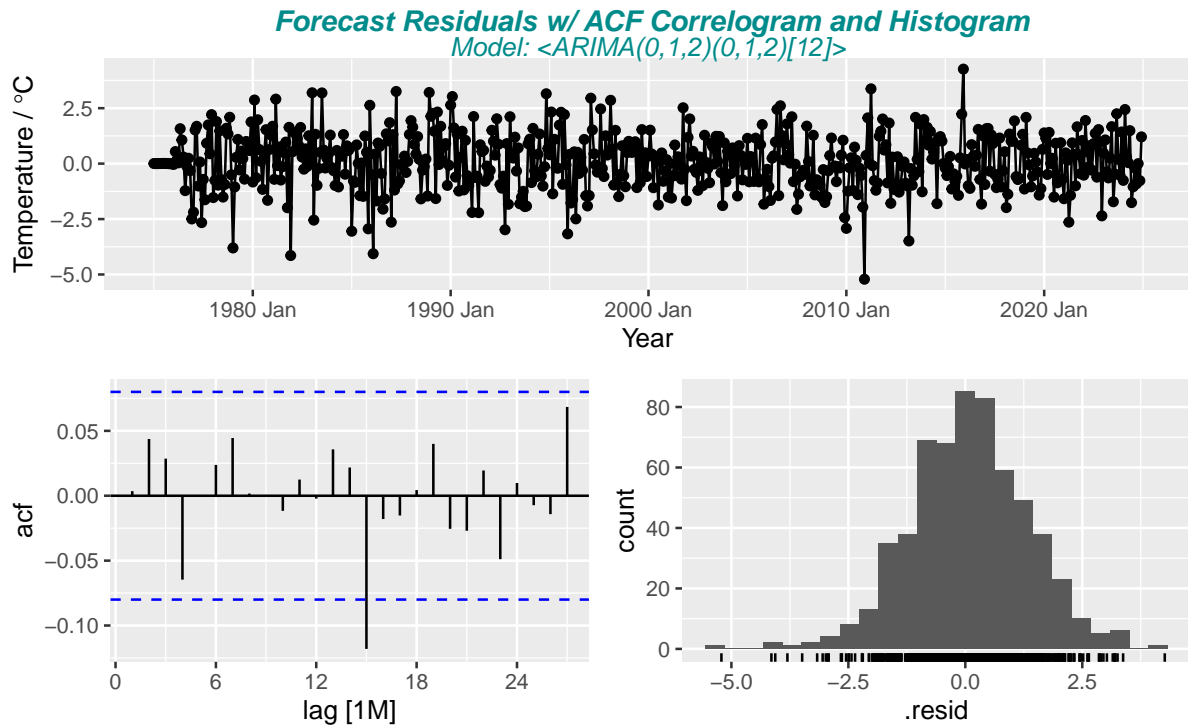 Forecast Residuals w/ ACF Correlogram and Histogram
Model: <ARIMA(0,1,2)(0,1,2)[12]>
Temperature / °C
2.5
0.0
−2.5
−5.0
1980 Jan
1990 Jan
2000 Jan
2010 Jan
2020 Jan
Year
acf
0.05
0.00
−0.05
−0.10
0
6
12
18
24
lag [1M]
count
80
60
40
20
0
−5.0
−2.5
0.0
2.5
.resid